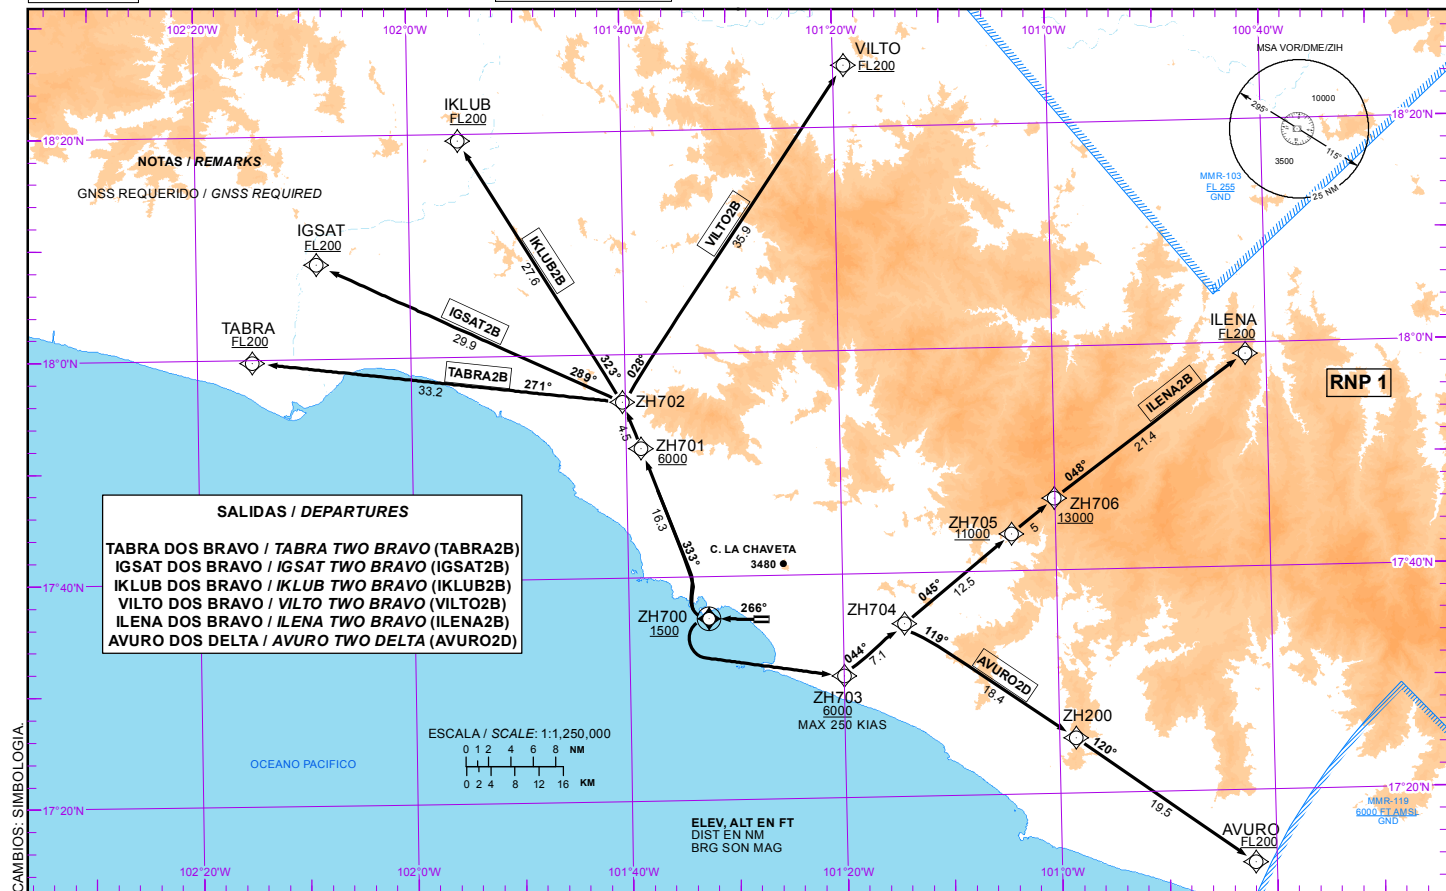 102°20'W
102°0'W
101°40'W
101°20'W
101°0'W
100°40'W
VILTO
FL200
MSA VOR/DME/ZIH
10000
295°
115°
3500
25 NM
IKLUB
FL200
18°20'N
18°20'N
NOTAS / REMARKS
GNSS REQUERIDO / GNSS REQUIRED
MMR-103
FL 255
GND
IGSAT
FL200
VILTO2B
35.9
IKLUB2B
27.6
TABRA
FL200
IGSAT2B
29.9
ILENA
FL200
18°0'N
18°0'N
TABRA2B
33.2
271°
289°
323°
028°
RNP 1
ZH702
4.5
ZH701
6000
ILENA2B
21.4
048°
ZH706
13000
5
ZH705
11000
SALIDAS / DEPARTURES
TABRA DOS BRAVO / TABRA TWO BRAVO (TABRA2B)
IGSAT DOS BRAVO / IGSAT TWO BRAVO (IGSAT2B)
IKLUB DOS BRAVO / IKLUB TWO BRAVO (IKLUB2B)
VILTO DOS BRAVO / VILTO TWO BRAVO (VILTO2B)
ILENA DOS BRAVO / ILENA TWO BRAVO (ILENA2B)
AVURO DOS DELTA / AVURO TWO DELTA (AVURO2D)
16.3
333°
C. LA CHAVETA
3480
17°40'N
17°40'N
045°
12.5
ZH704
266°
ZH700
1500
119°
044°
7.1
AVURO2D
18.4
ZH703
6000
MAX 250 KIAS
ZH200
120°
19.5
ESCALA / SCALE: 1:1,250,000
0 1 2 4 6 8 NM
0 2 4 8 12 16 KM
OCEANO PACIFICO
17°20'N
17°20'N
MMR-119
6000 FT AMSL
GND
ELEV, ALT EN FT
DIST EN NM
BRG SON MAG
AVURO
FL200
102°20'W
102°0'W
101°40'W
101°20'W
101°0'W
CAMBIOS: SIMBOLOGIA.